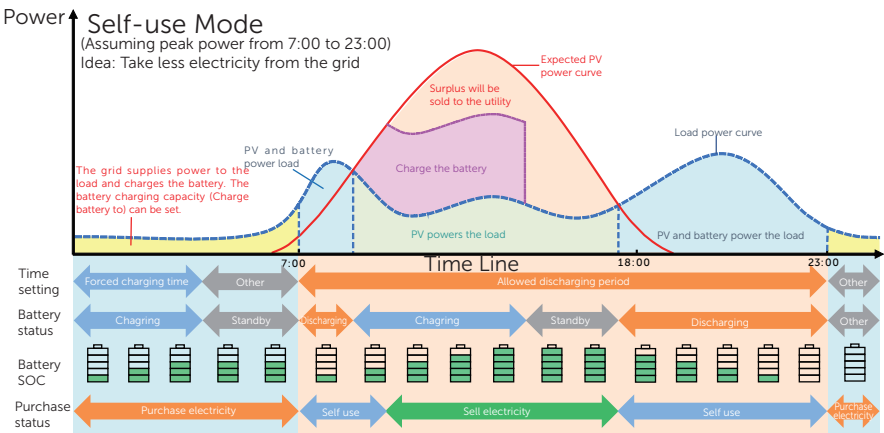 Power
Self-use Mode
(Assuming peak power from 7:00 to 23:00)
Idea: Take less electricity from the grid
Expected PV
power curve
Surplus will be
sold to the utility
PV and battery
power load
Load power curve
The grid supplies power to the
load and charges the battery. The
battery charging capacity (Charge
battery to) can be set.
Charge the battery
PV powers the load
PV and battery power the load
7:00
Time Line
18:00
23:00
Time
setting
Forced charging time
Other
Allowed discharging period
Other
Battery
status
Chagring
Standby
Discharging
Chagring
Standby
Discharging
Other
Battery
SOC
Purchase
status
Purchase electricity
Self use
Sell electricity
Self use
Purchase
electricity